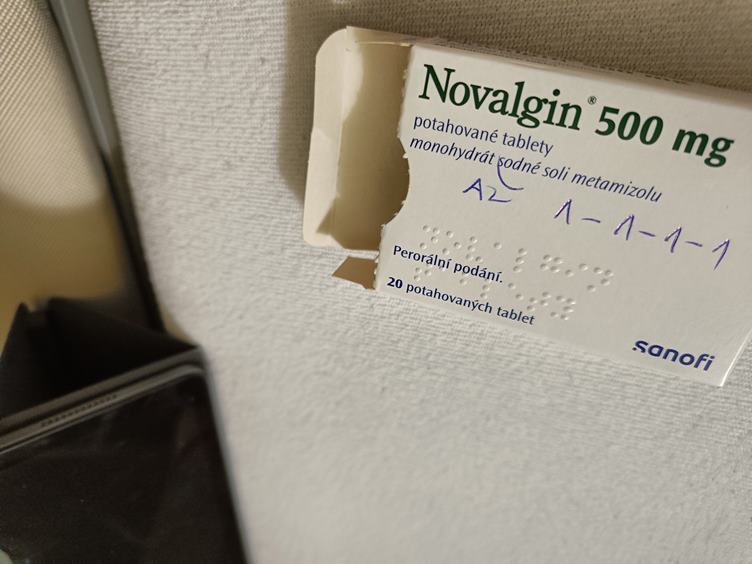 Novalgin® 500 mg
potahované tablety
monohydrát sodné soli metamizolu
AŽ 1-1-1-1
Perorální podání.
20 potahovaných tablet
sanofi